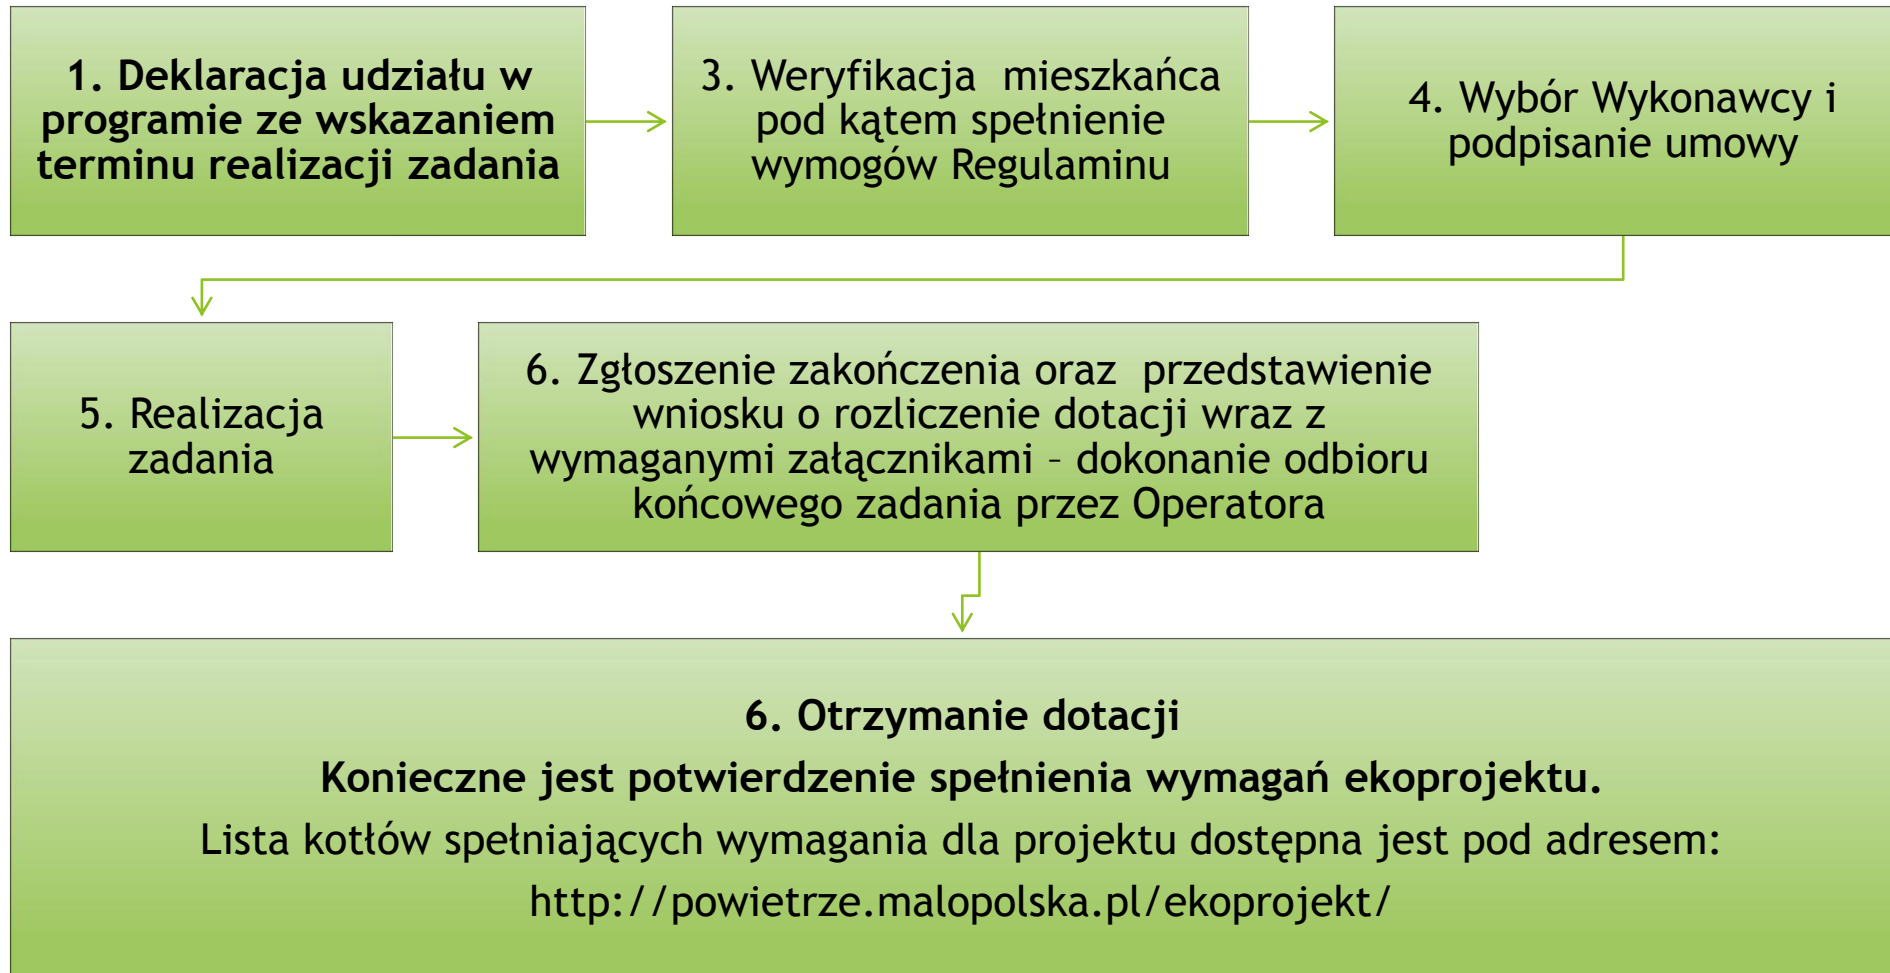 1. Deklaracja udziału w
programie ze wskazaniem
terminu realizacji zadania
3. Weryfikacja  mieszkańca
pod kątem spełnienie
wymogów Regulaminu
4. Wybór Wykonawcy i
podpisanie umowy
5. Realizacja
zadania
6. Zgłoszenie zakończenia oraz  przedstawienie
wniosku o rozliczenie dotacji wraz z
wymaganymi załącznikami – dokonanie odbioru
końcowego zadania przez Operatora
6. Otrzymanie dotacji
Konieczne jest potwierdzenie spełnienia wymagań ekoprojektu.
Lista kotłów spełniających wymagania dla projektu dostępna jest pod adresem:
http://powietrze.malopolska.pl/ekoprojekt/